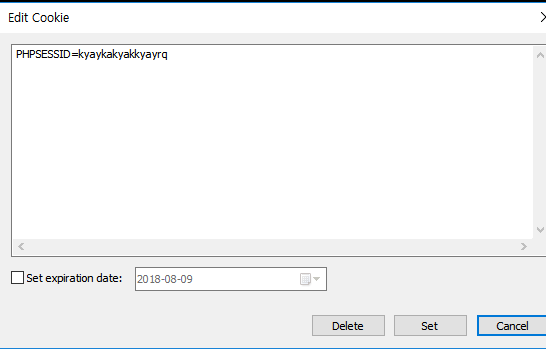 Edit Cookie
PHPSESSID=kyaykakyakkyayrq
Set expiration date:
2018-08-09
Delete
Set
Cancel